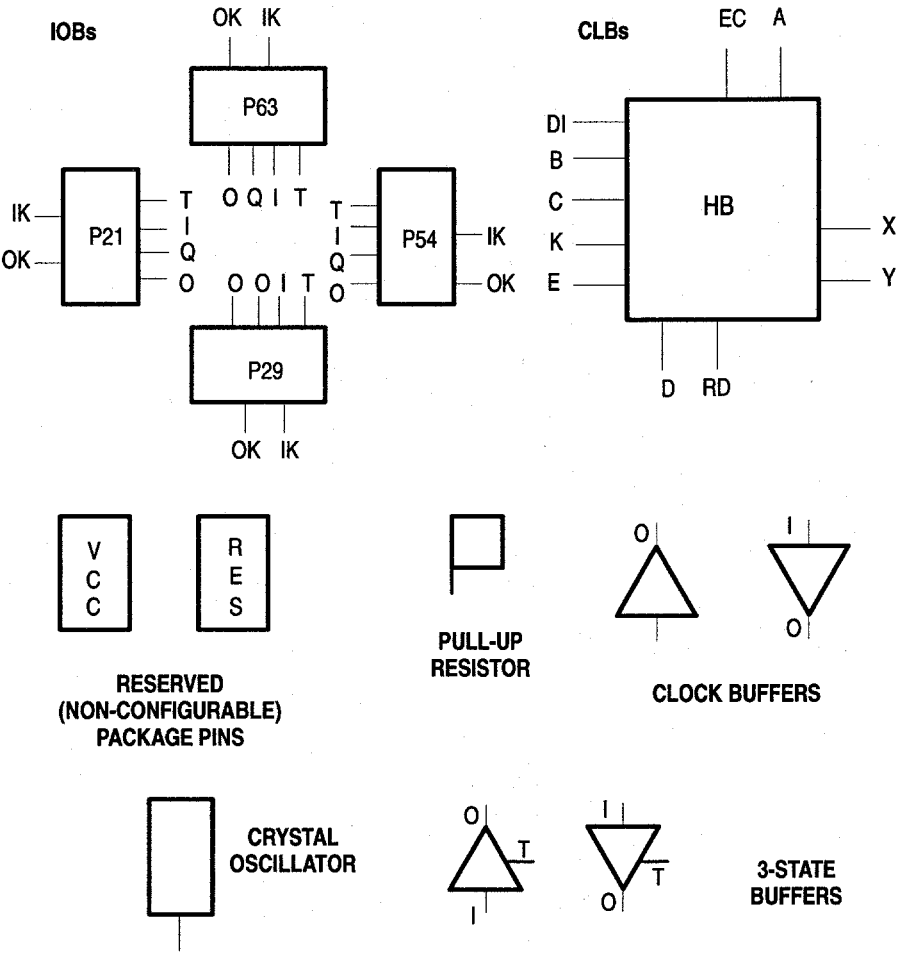 IOBs
OK IK
P63
O Q I T
IK
OK
P21
T
I
Q
O
T
I
Q
O
P54
IK
OK
O O I T
P29
OK IK
CLBs
EC A
DI
B
C
K
E
HB
X
Y
D RD
V
C
C
R
E
S
RESERVED
(NON-CONFIGURABLE)
PACKAGE PINS
PULL-UP
RESISTOR
O
I
O
CLOCK BUFFERS
CRYSTAL
OSCILLATOR
O
T
I
I
T
O
3-STATE
BUFFERS